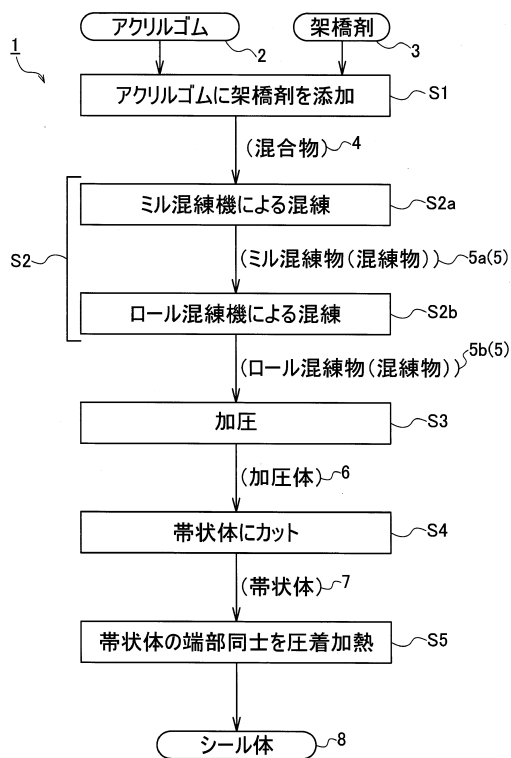 1
アクリルゴム 2
架橋剤 3
アクリルゴムに架橋剤を添加 S1
(混合物) 4
S2
ミル混練機による混練 S2a
(ミル混練物(混練物)) 5a(5)
ロール混練機による混練 S2b
(ロール混練物(混練物)) 5b(5)
加圧 S3
(加圧体) 6
帯状体にカット S4
(帯状体) 7
帯状体の端部同士を圧着加熱 S5
シール体 8